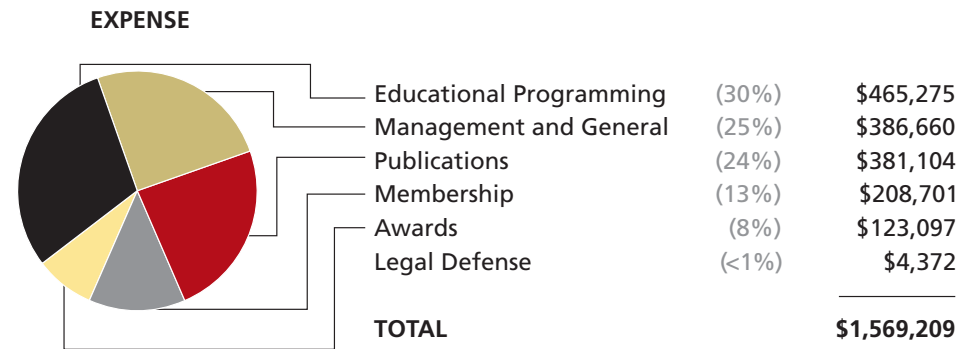 EXPENSE
Educational Programming (30%) $465,275
Management and General (25%) $386,660
Publications (24%) $381,104
Membership (13%) $208,701
Awards (8%) $123,097
Legal Defense (<1%) $4,372
TOTAL $1,569,209